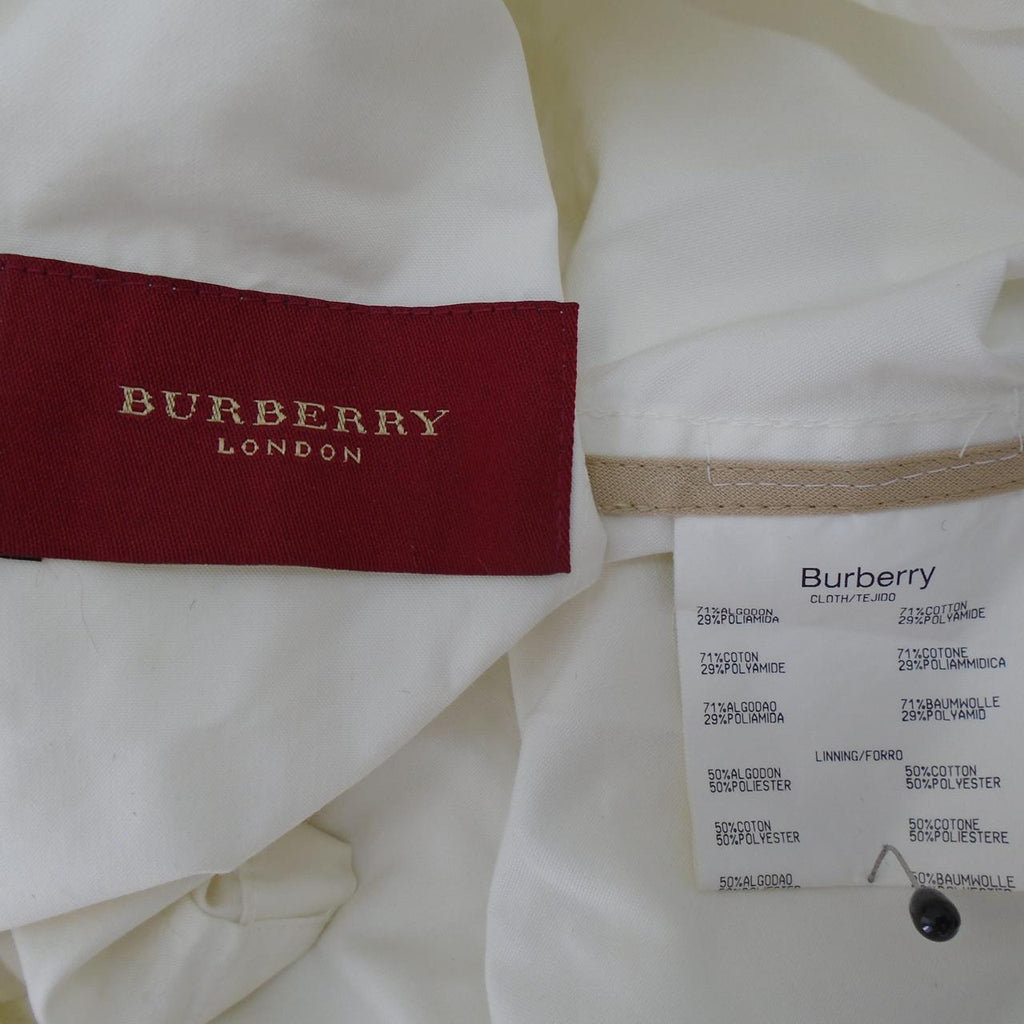 BURBERRY
LONDON
Burberry
CLOTH/TEJIDO
71%ALGODON
29%POLIAMIDA
71%COTTON
29%POLYAMIDE
71%COTON
29%POLYAMIDE
71%COTONE
29%POLIAMMIDICA
71%ALGODAO
29%POLIAMIDA
71%BAUMWOLLE
29%POLYAMID
LINNING/FORRO
50%ALGODON
50%POLIESTER
50%COTTON
50%POLYESTER
50%COTON
50%POLYESTER
50%COTONE
50%POLIESTERE
50%ALGODAO
50%BAUMWOLLE